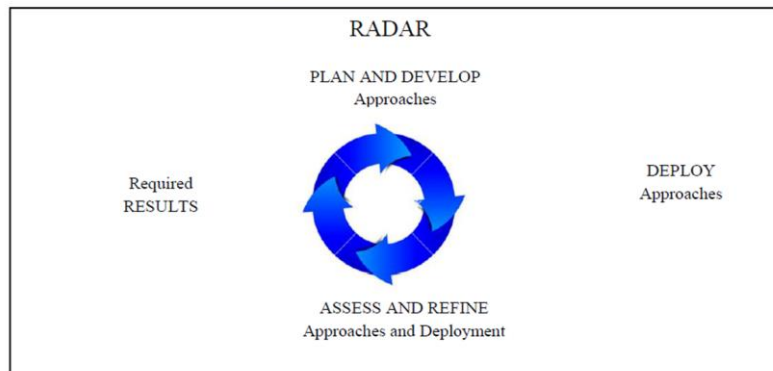 RADAR
PLAN AND DEVELOP
Approaches
Required
RESULTS
DEPLOY
Approaches
ASSESS AND REFINE
Approaches and Deployment